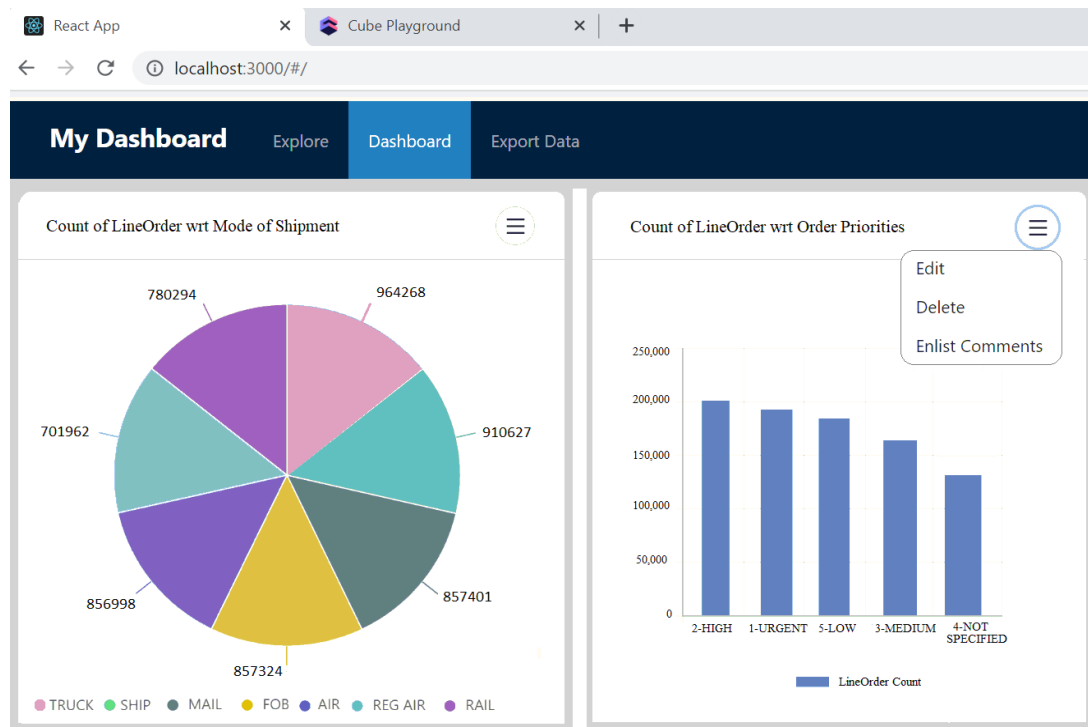 React App
Cube Playground
localhost:3000/#/
My Dashboard
Explore
Dashboard
Export Data
Count of LineOrder wrt Mode of Shipment
780294
964268
701962
910627
856998
857401
857324
TRUCK
SHIP
MAIL
FOB
AIR
REG AIR
RAIL
Count of LineOrder wrt Order Priorities
Edit
Delete
Enlist Comments
250,000
200,000
150,000
100,000
50,000
0
2-HIGH
1-URGENT
5-LOW
3-MEDIUM
4-NOT
SPECIFIED
LineOrder Count